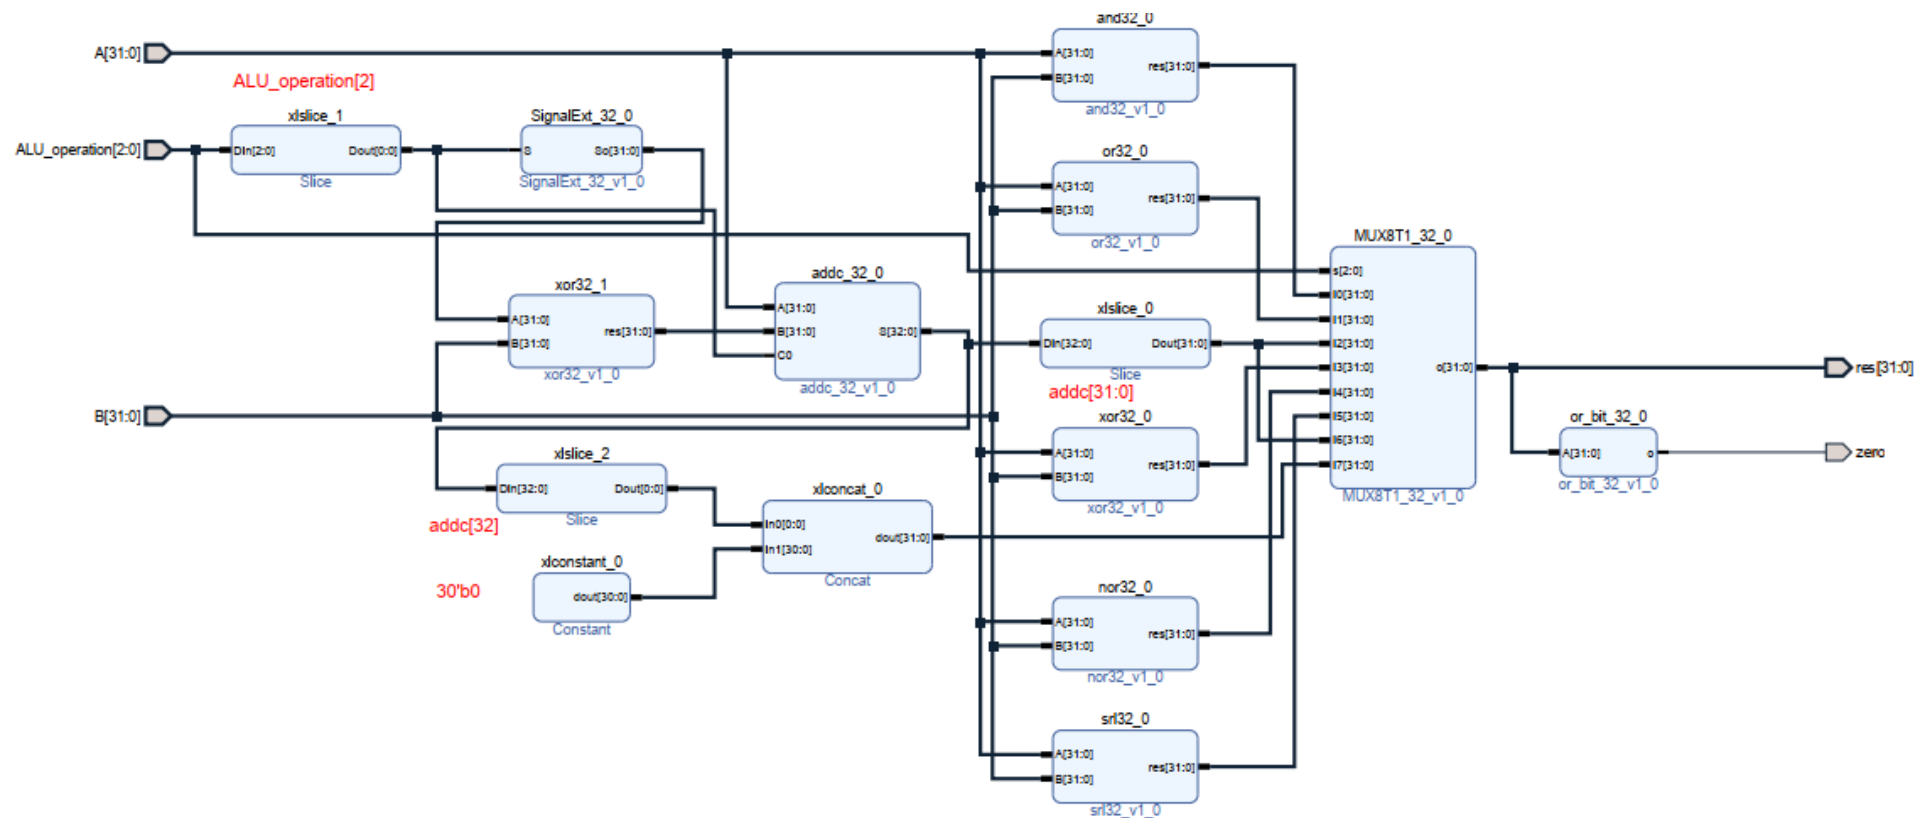 and32_0
A[31:0]
A[31:0]
res[31:0]
B[31:0]
and32_v1_0
ALU_operation[2]
xlslice_1
ALU_operation[2:0]
Din[2:0]
Dout[0:0]
Slice
SignalExt_32_0
S
So[31:0]
SignalExt_32_v1_0
or32_0
A[31:0]
res[31:0]
B[31:0]
or32_v1_0
xor32_1
A[31:0]
res[31:0]
B[31:0]
xor32_v1_0
addc_32_0
A[31:0]
B[31:0]
S[32:0]
C0
addc_32_v1_0
xlslice_0
Din[32:0]
Dout[31:0]
Slice
addc[31:0]
MUX8T1_32_0
s[2:0]
I0[31:0]
I1[31:0]
I2[31:0]
I3[31:0]
o[31:0]
I4[31:0]
I5[31:0]
I6[31:0]
I7[31:0]
MUX8T1_32_v1_0
res[31:0]
or_bit_32_0
A[31:0]
o
or_bit_32_v1_0
zero
B[31:0]
xlslice_2
Din[32:0]
Dout[0:0]
Slice
addc[32]
xlconstant_0
30'b0
dout[30:0]
Constant
xlconcat_0
In0[0:0]
dout[31:0]
In1[30:0]
Concat
xor32_0
A[31:0]
res[31:0]
B[31:0]
xor32_v1_0
nor32_0
A[31:0]
res[31:0]
B[31:0]
nor32_v1_0
srl32_0
A[31:0]
res[31:0]
B[31:0]
srl32_v1_0